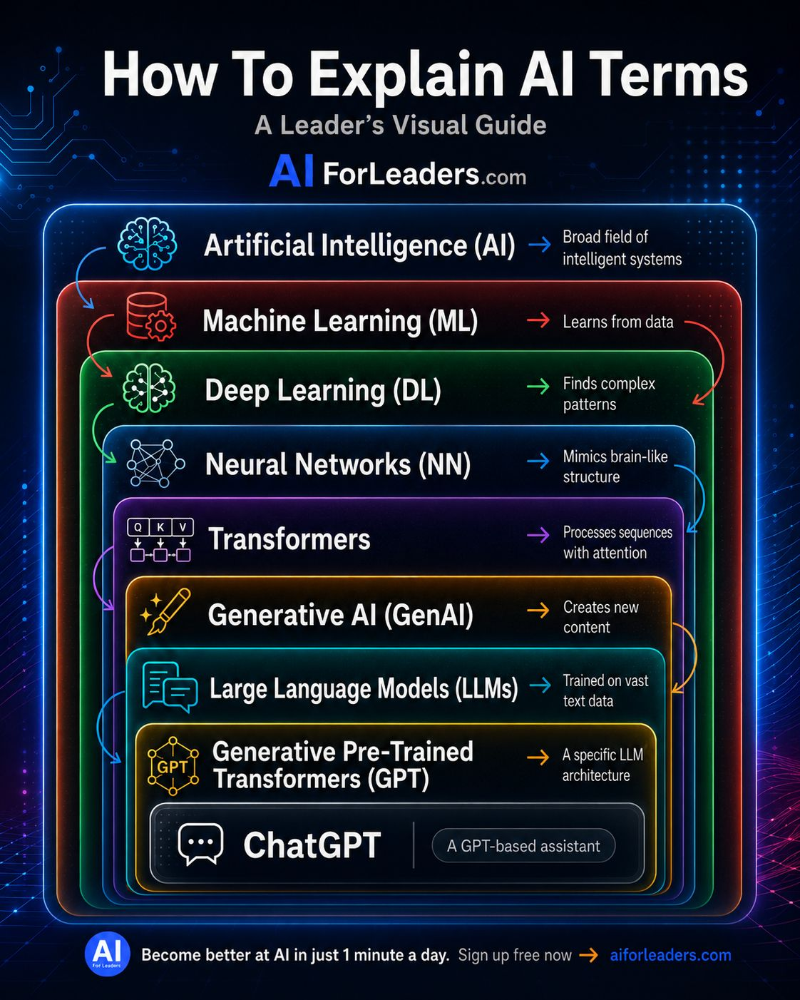 How To Explain AI Terms
A Leader's Visual Guide
AI ForLeaders.com
Artificial Intelligence (AI) → Broad field of
intelligent systems
Machine Learning (ML) → Learns from data
Deep Learning (DL) → Finds complex
patterns
Neural Networks (NN) → Mimics brain-like
structure
Q K V
Transformers → Processes sequences
with attention
Generative AI (GenAI) → Creates new
content
Large Language Models (LLMs) → Trained on vast
text data
GPT
Generative Pre-Trained
Transformers (GPT) → A specific LLM
architecture
ChatGPT | A GPT-based assistant
AI
For Leaders
Become better at AI in just 1 minute a day. Sign up free now → aiforleaders.com